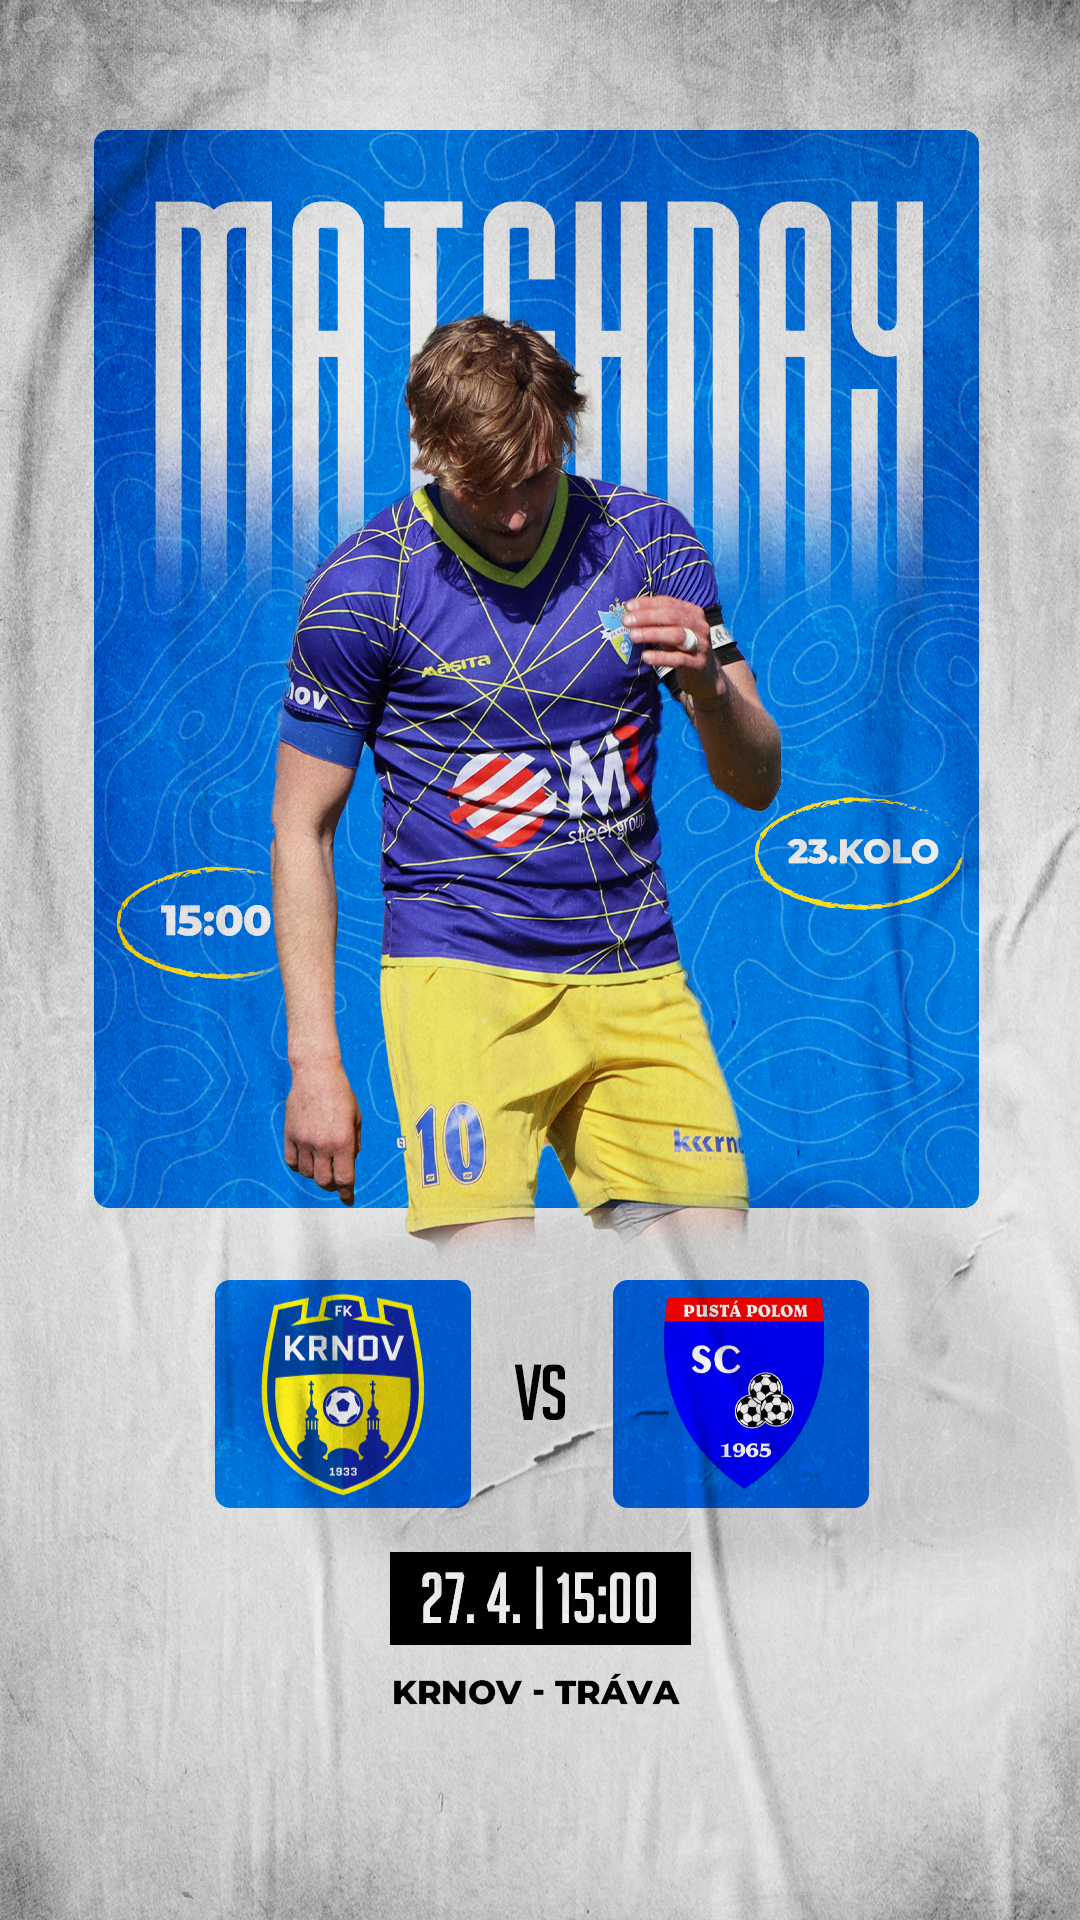 MATCHDAY
nov
masita
M
steel group
23.KOLO
15:00
10
FK
KRNOV
1933
VS
PUSTÁ POLOM
SC
1965
27. 4. | 15:00
KRNOV - TRÁVA